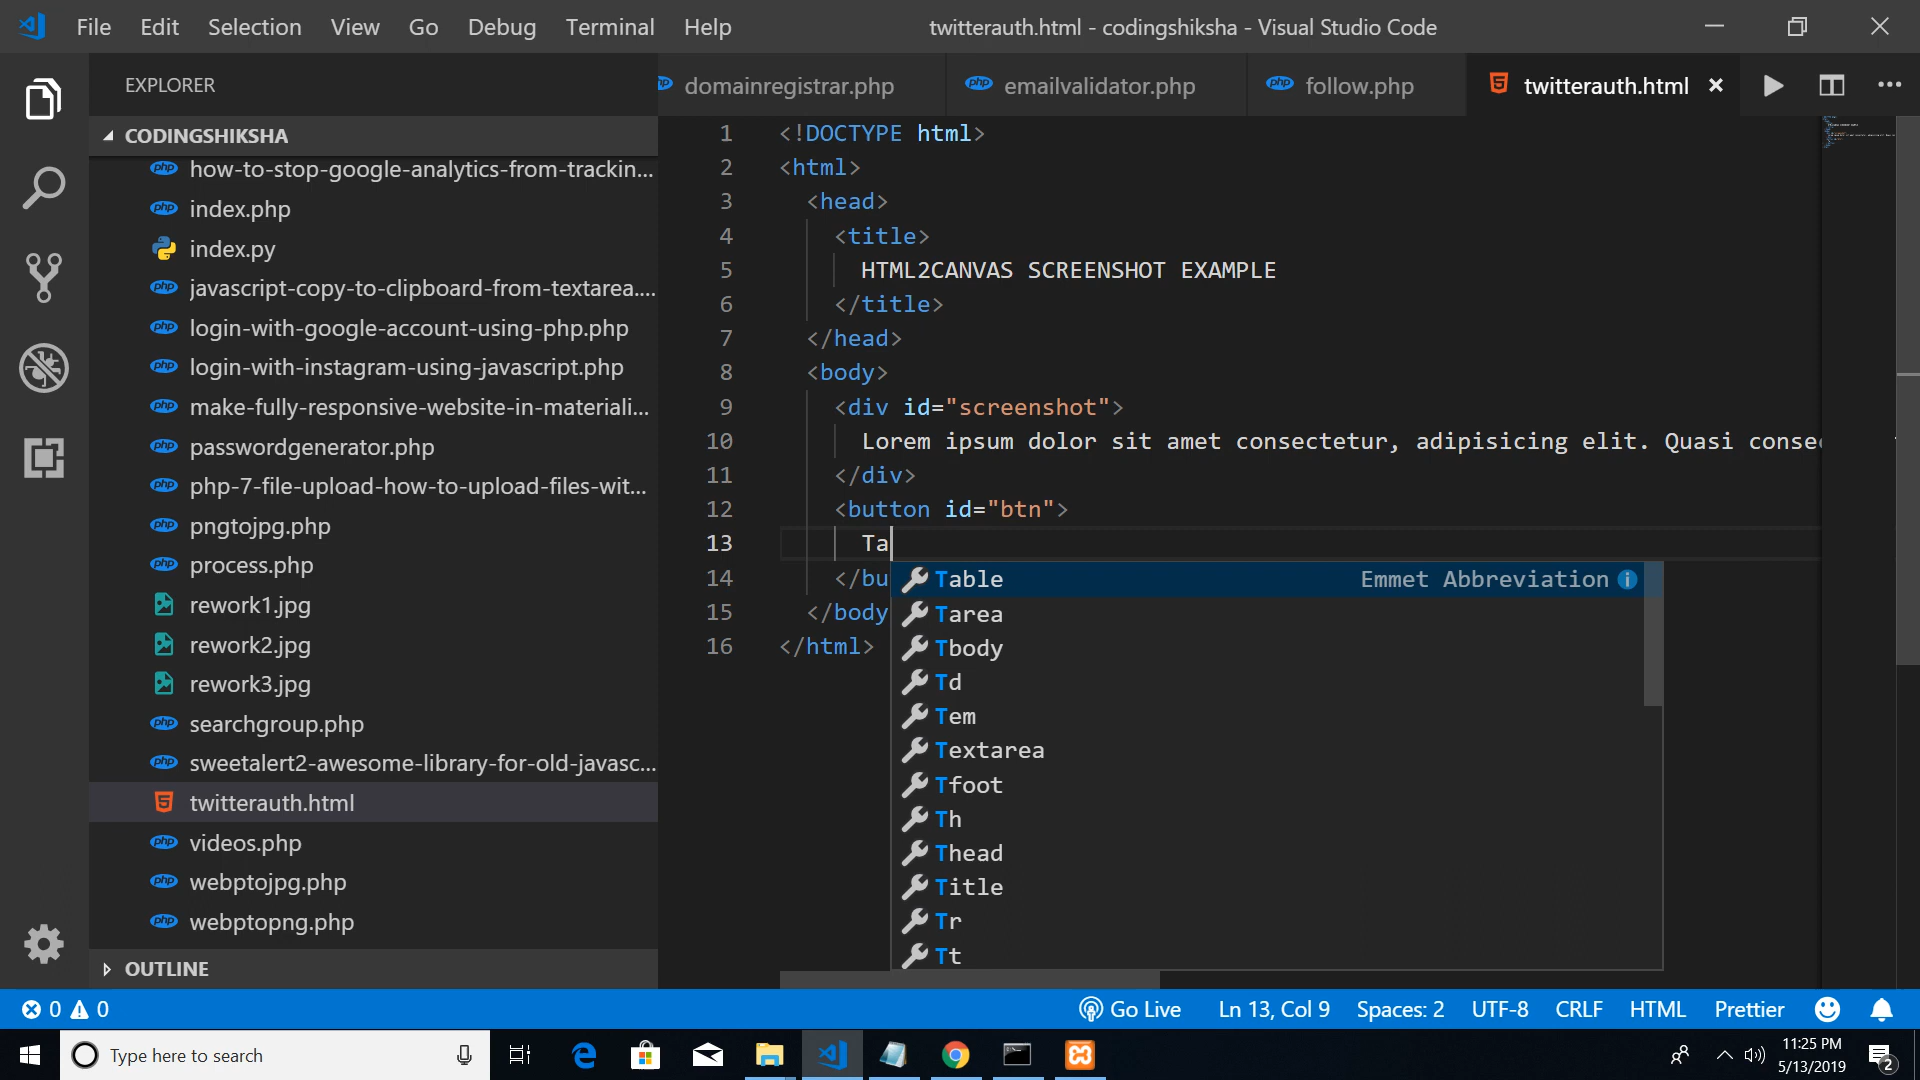 File Edit Selection View Go Debug Terminal Help
twitterauth.html - codingshiksha - Visual Studio Code
EXPLORER
CODINGSHIKSHA
how-to-stop-google-analytics-from-trackin...
index.php
index.py
javascript-copy-to-clipboard-from-textarea....
login-with-google-account-using-php.php
login-with-instagram-using-javascript.php
make-fully-responsive-website-in-materiali...
passwordgenerator.php
php-7-file-upload-how-to-upload-files-wit...
pngtojpg.php
process.php
rework1.jpg
rework2.jpg
rework3.jpg
searchgroup.php
sweetalert2-awesome-library-for-old-javasc...
twitterauth.html
videos.php
webptojpg.php
webptopng.php
OUTLINE
domainregistrar.php emailvalidator.php follow.php twitterauth.html
1 <!DOCTYPE html>
2 <html>
3 <head>
4 <title>
5 HTML2CANVAS SCREENSHOT EXAMPLE
6 </title>
7 </head>
8 <body>
9 <div id="screenshot">
10 Lorem ipsum dolor sit amet consectetur, adipisicing elit. Quasi conse
11 </div>
12 <button id="btn">
13 Ta
14 </bu
15 </body
16 </html>
Table Emmet Abbreviation
Tarea
Tbody
Td
Tem
Textarea
Tfoot
Th
Thead
Title
Tr
Tt
0 0 Go Live Ln 13, Col 9 Spaces: 2 UTF-8 CRLF HTML Prettier
Type here to search
11:25 PM
5/13/2019
2